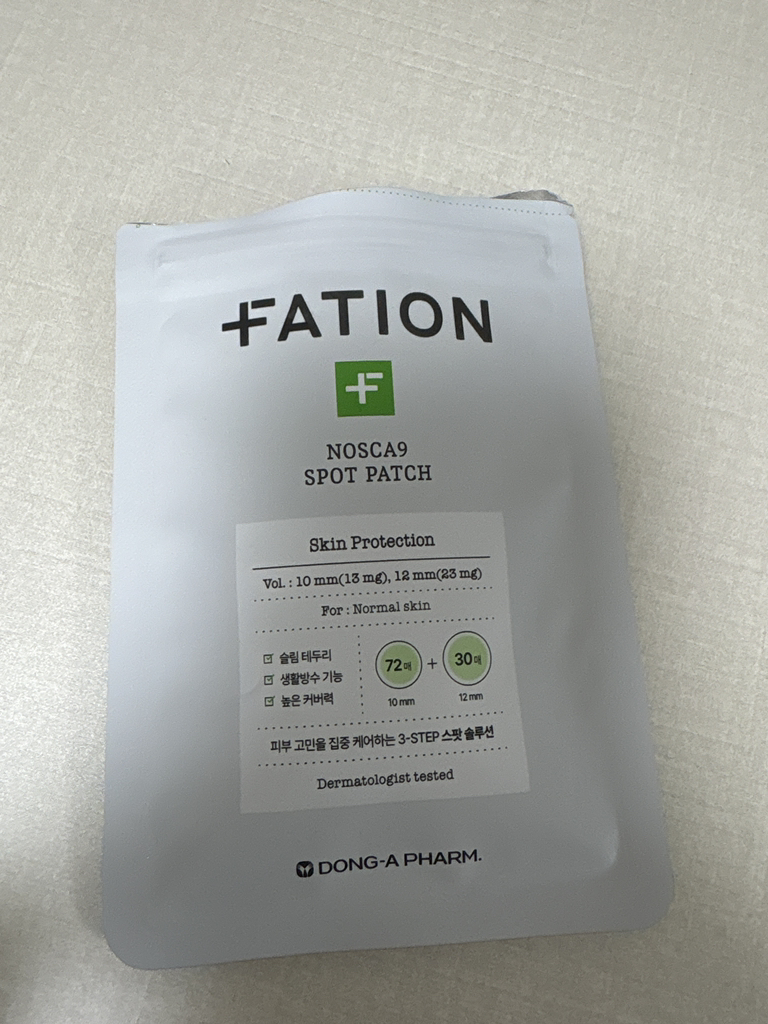 FATION
F
NOSCA9
SPOT PATCH
Skin Protection
Vol. : 10 mm(13 mg), 12 mm(23 mg)
For : Normal skin
슬림 테두리
생활방수 기능
높은 커버력
72매 + 30매
10 mm 12 mm
피부 고민을 집중 케어하는 3-STEP 스팟 솔루션
Dermatologist tested
DONG-A PHARM.